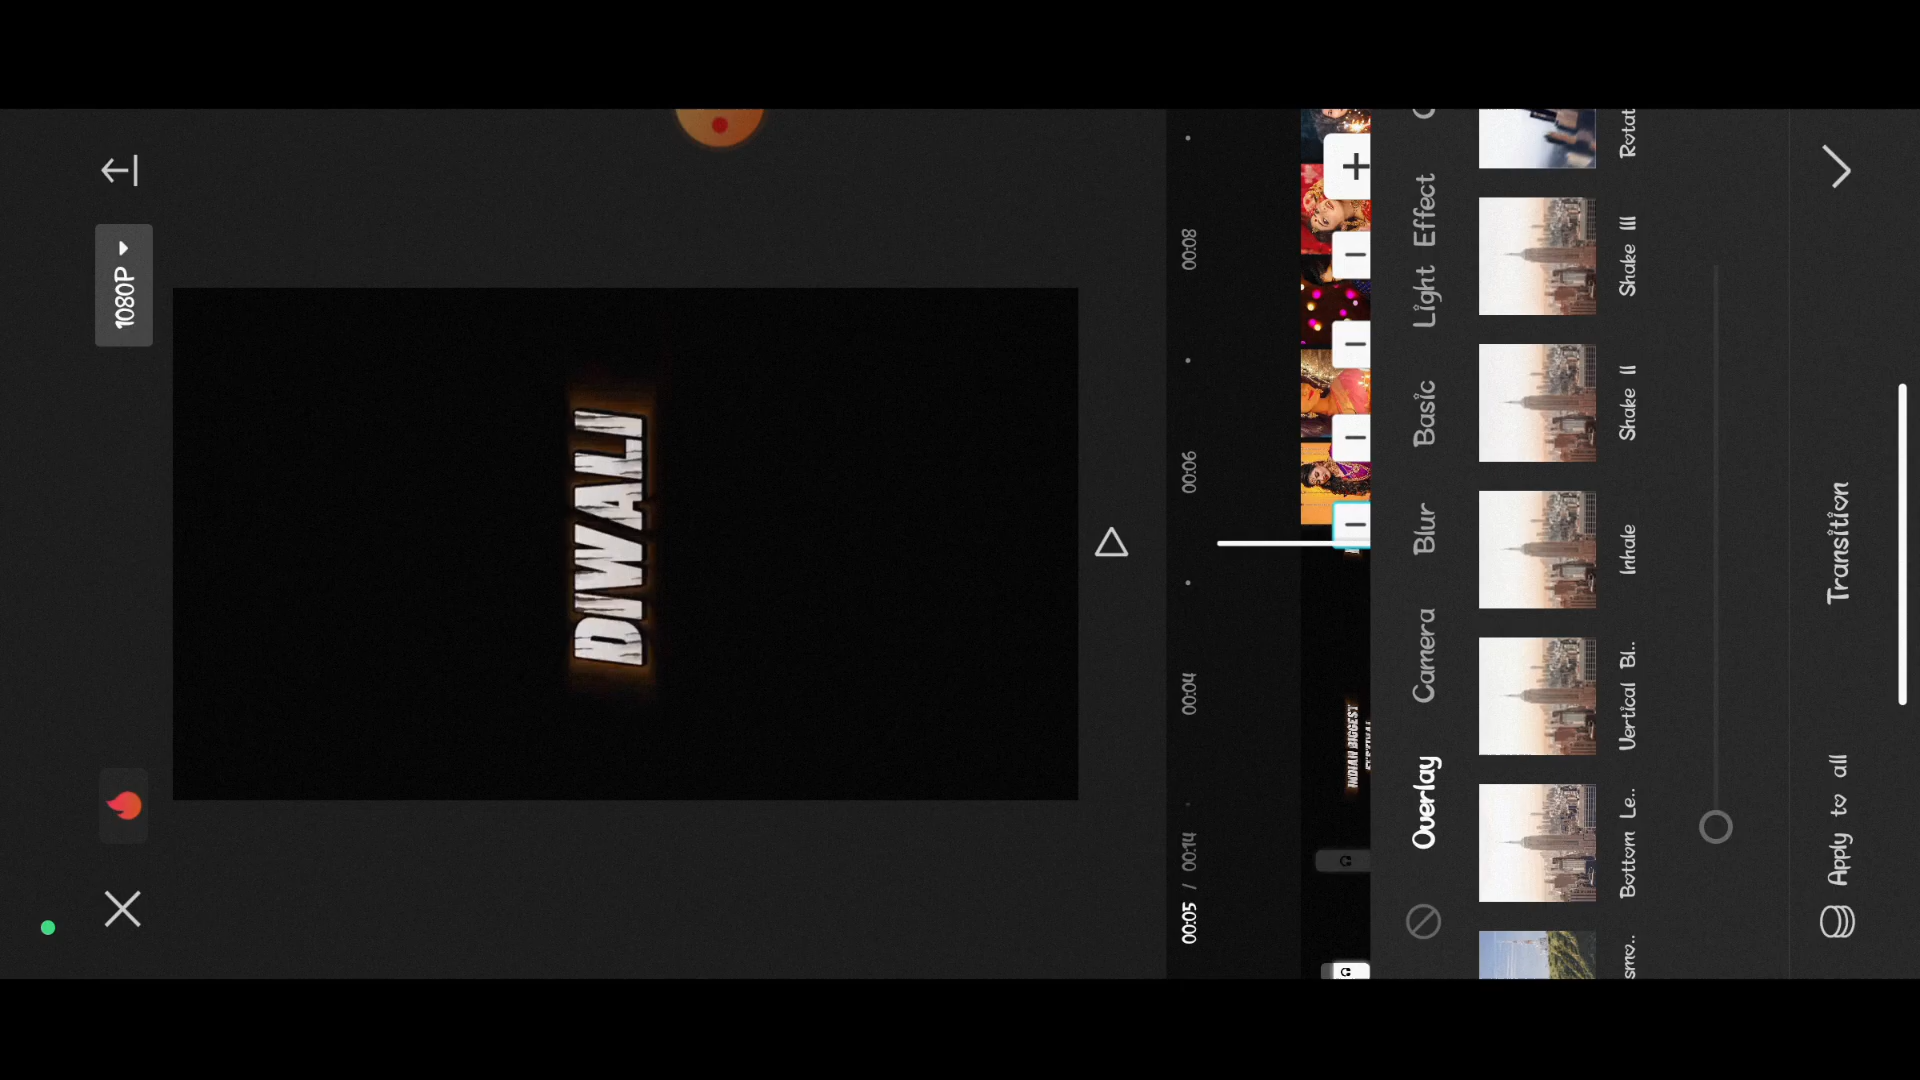 1080P
DIWALI
00:05 / 00:14
00:04
00:06
00:08
INDIAN BIGGEST
Overlay
Camera
Blur
Basic
Light Effect
Bottom Le..
Vertical Bl..
Inhale
Shake II
Shake III
Apply to all
Transition